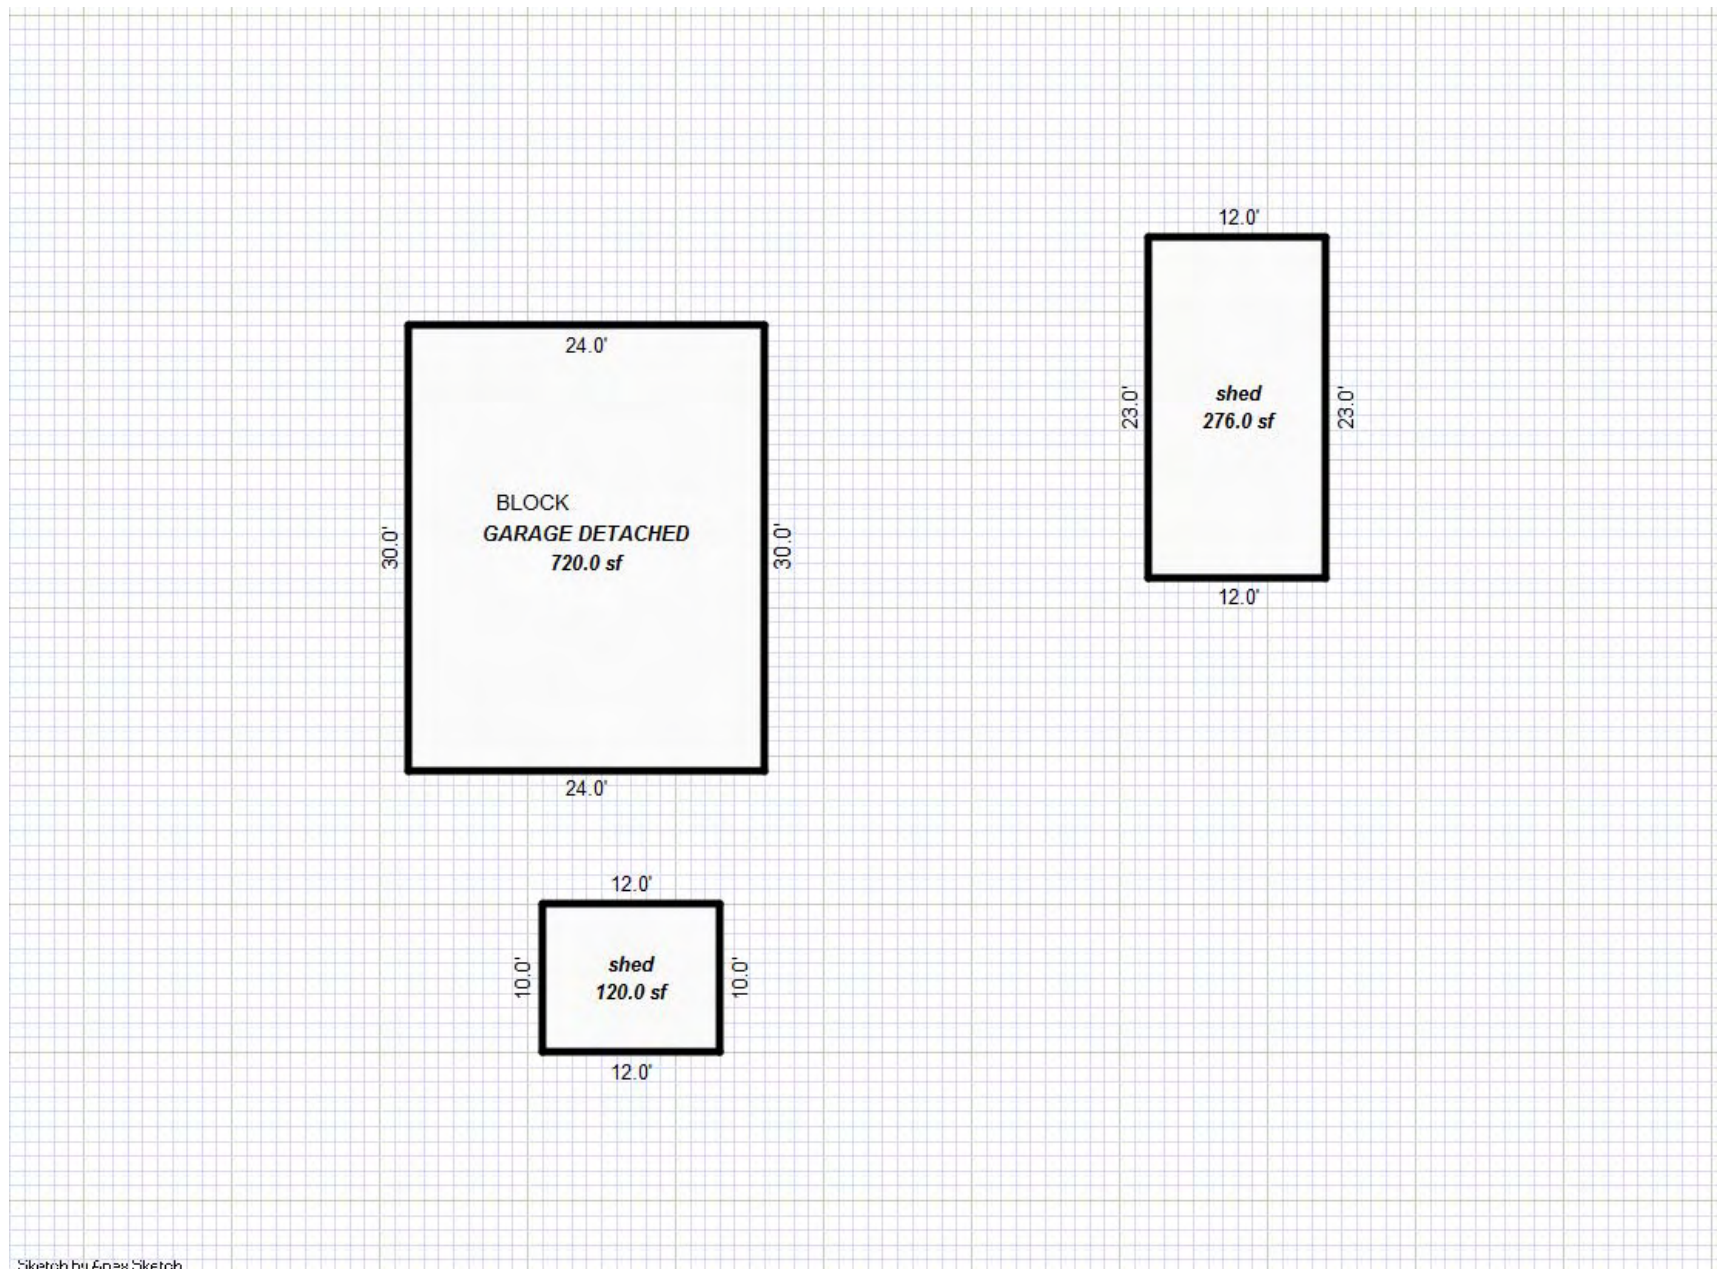 12.0'
23.0'
shed
276.0 sf
23.0'
12.0'
24.0'
30.0'
BLOCK
GARAGE DETACHED
720.0 sf
30.0'
24.0'
12.0'
10.0'
shed
120.0 sf
10.0'
12.0'
Sketch by Apex Sketch